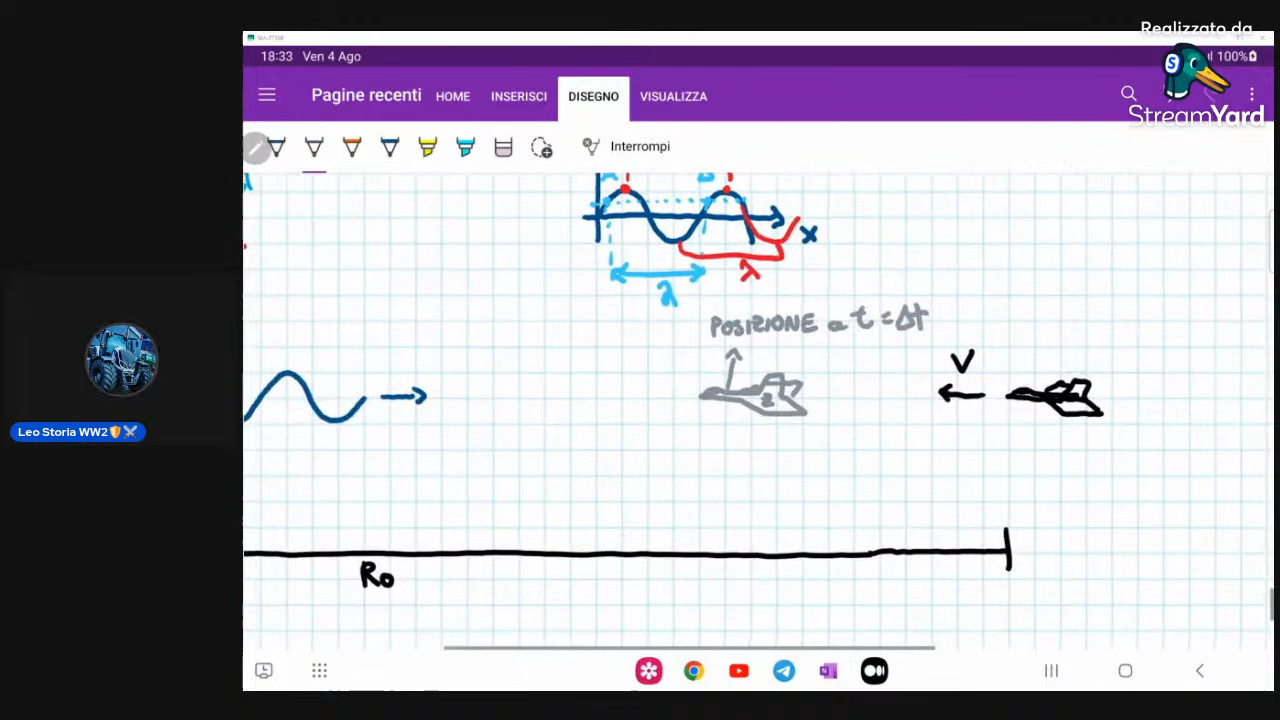 Realizzato da
StreamYard
18:33 Ven 4 Ago
100%
Pagine recenti
HOME
INSERISCI
DISEGNO
VISUALIZZA
Interrompi
x
λ
λ
POSIZIONE a t = Δt
V
R0
Leo Storia WW2